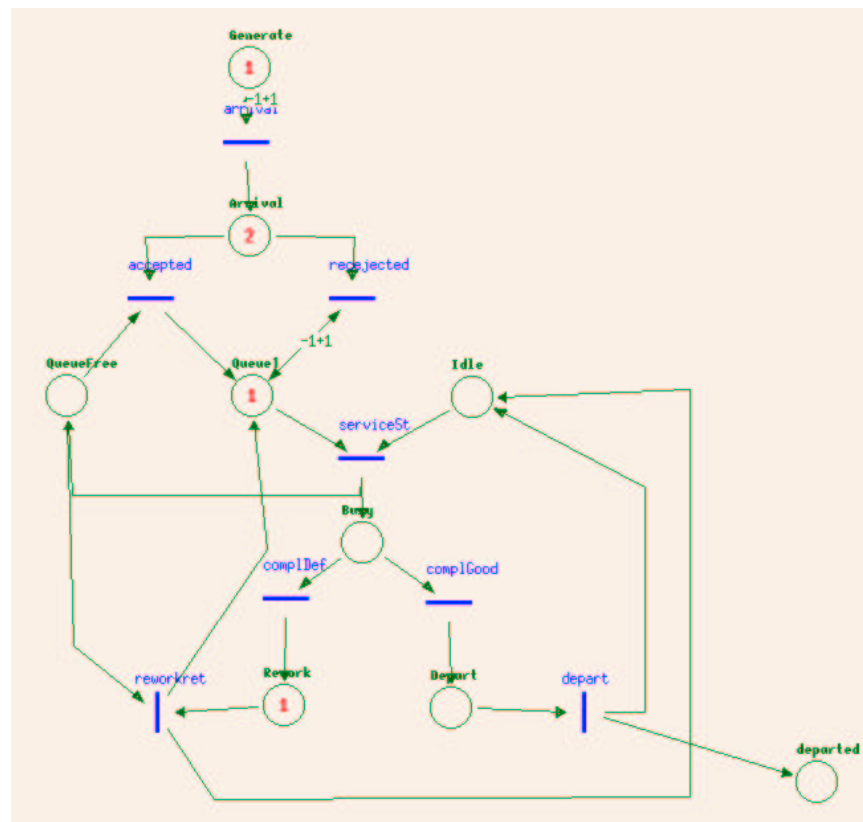 Generate
1
-1+1
arrival
Arrival
2
accepted
recejected
-1+1
QueueFree
Queue1
Idle
1
serviceSt
Busy
complDef
complGood
reworkret
Rework
Depart
depart
1
departed